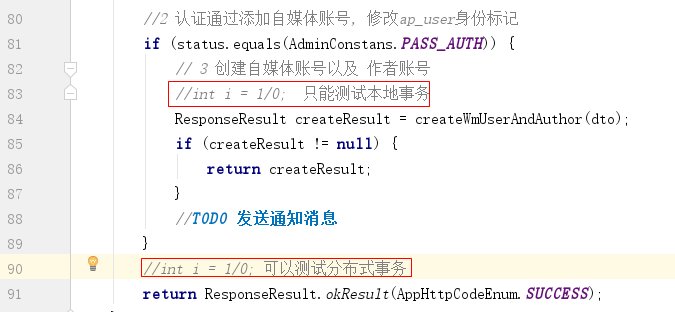 80 //2 认证通过添加自媒体账号, 修改ap_user身份标记
81 if (status.equals(AdminConstans.PASS_AUTH)) {
82 // 3 创建自媒体账号以及 作者账号
83 //int i = 1/0; 只能测试本地事务
84 ResponseResult createResult = createWmUserAndAuthor(dto);
85 if (createResult != null) {
86 return createResult;
87 }
88 //TODO 发送通知消息
89 }
90 //int i = 1/0; 可以测试分布式事务
91 return ResponseResult.okResult(AppHttpCodeEnum.SUCCESS);